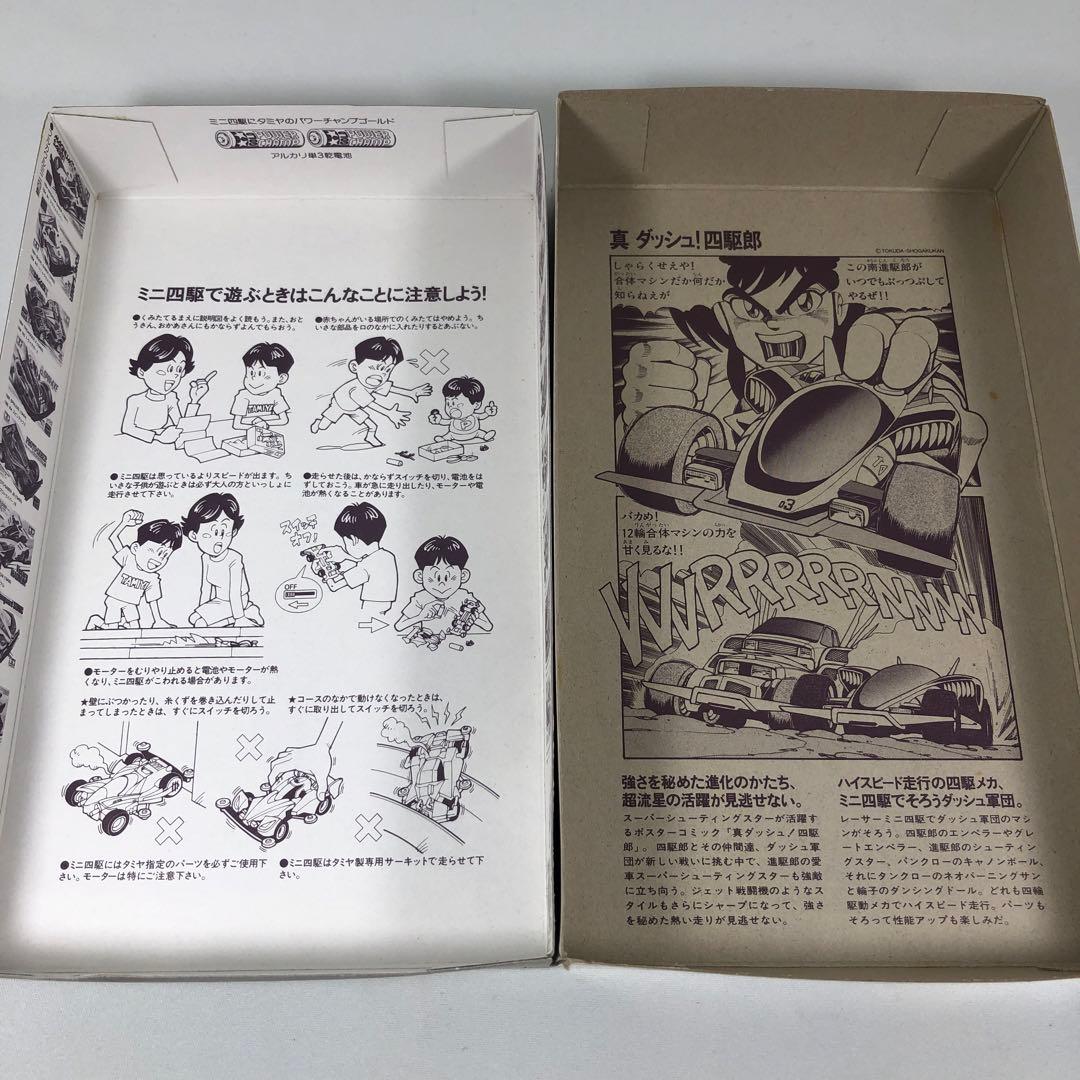 ミニ四駆にタミヤのパワーチャンプゴールド
POWER CHAMP
POWER CHAMP
アルカリ単3乾電池
ミニ四駆で遊ぶときはこんなことに注意しよう!
●くみたてるまえに説明図をよく読もう。また、おと
うさん、おかあさんにもかならずよんでもらおう。
●赤ちゃんがいる場所でのくみたてはやめよう。ち
いさな部品を口のなかに入れたりするとあぶない。
TAMIYA
●ミニ四駆は思っているよりスピードが出ます。ち
いさな子供が遊ぶときは必ず大人の方といっしょに
走行させて下さい。
●走らせた後は、かならずスイッチを切り、電池をは
ずしておこう。車が急に走り出したり、モーターや電
池が熱くなることがあります。
TAMIYA
スイッチ
オフ!
OFF
●モーターをむりやり止めると電池やモーターが熱
くなり、ミニ四駆がこわれる場合があります。
★壁にぶつかったり、糸くずを巻き込んだりして止
まってしまったときは、すぐにスイッチを切ろう。
★コースのなかで動けなくなったときは、
すぐに取り出してスイッチを切ろう。
●ミニ四駆にはタミヤ指定のパーツを必ずご使用下
さい。モーターは特にご注意下さい。
●ミニ四駆はタミヤ製専用サーキットで走らせて下
さい。
真 ダッシュ!四駆郎
©TOKUDA・SHOGAKUKAN
しゃらくせえや!
合体マシンだか何だか
知らねえが
この南進駆郎が
いつでもぶっつぶして
やるぜ!!
03
バカめ!
12輪合体マシンの力を
甘く見るな!!
VVVRRRRRRNNNN
強さを秘めた進化のかたち、
超流星の活躍が見逃せない。
スーパーシューティングスターが活躍す
るポスターコミック「真ダッシュ!四駆
郎」。四駆郎とその仲間達、ダッシュ軍
団が新しい戦いに挑む中で、進駆郎の愛
車スーパーシューティングスターも強敵
に立ち向う。ジェット戦闘機のようなス
タイルもさらにシャープになって、強さ
を秘めた熱い走りが見逃せない。
ハイスピード走行の四駆メカ、
ミニ四駆でそろうダッシュ軍団。
レーサーミニ四駆でダッシュ軍団のマシ
ンがそろう。四駆郎のエンペラーやグレ
ートエンペラー、進駆郎のシューティン
グスター、パンクローのキャノンボール、
それにタンクローのネオバーニングサン
と輪子のダンシングドール。どれも四輪
駆動メカでハイスピード走行。パーツも
そろって性能アップも楽しみだ。